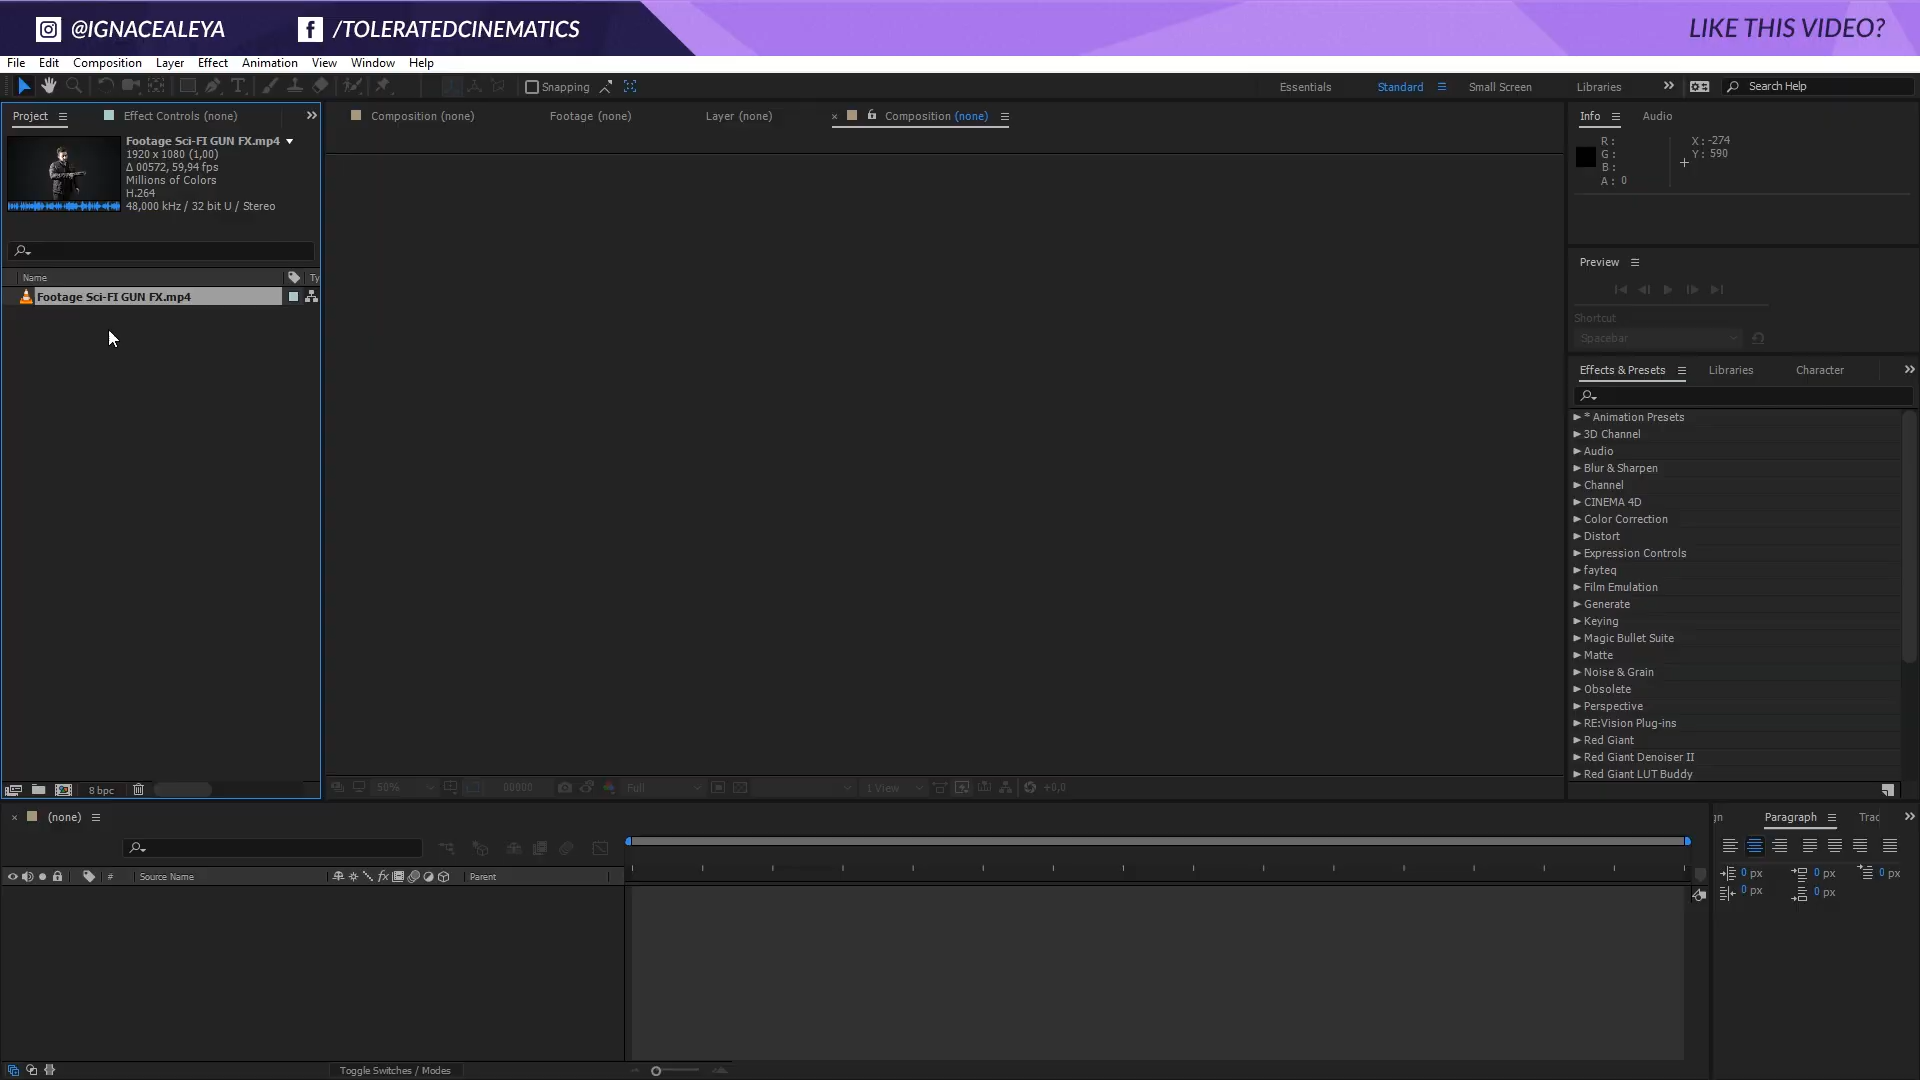 @IGNACEALEYA /TOLERATEDCINEMATICS LIKE THIS VIDEO?
File Edit Composition Layer Effect Animation View Window Help
Snapping Essentials Standard Small Screen Libraries Search Help
Project Effect Controls (none) Composition (none) Footage (none) Layer (none) Composition (none) Info Audio
Footage Sci-FI GUN FX.mp4
1920 x 1080 (1,00)
Δ 00572, 59,94 fps
Millions of Colors
H.264
48,000 kHz / 32 bit U / Stereo
R:
G:
B:
A: 0
X: -274
Y: 590
Name Ty
Footage Sci-FI GUN FX.mp4
Preview
Shortcut
Spacebar
Effects & Presets Libraries Character
* Animation Presets
3D Channel
Audio
Blur & Sharpen
Channel
CINEMA 4D
Color Correction
Distort
Expression Controls
fayteq
Film Emulation
Generate
Keying
Magic Bullet Suite
Matte
Noise & Grain
Obsolete
Perspective
RE:Vision Plug-ins
Red Giant
Red Giant Denoiser II
Red Giant LUT Buddy
8 bpc 50% 00000 Full 1 View +0,0
(none) gn Paragraph Trac
# Source Name fx Parent
0 px 0 px 0 px
0 px 0 px
Toggle Switches / Modes